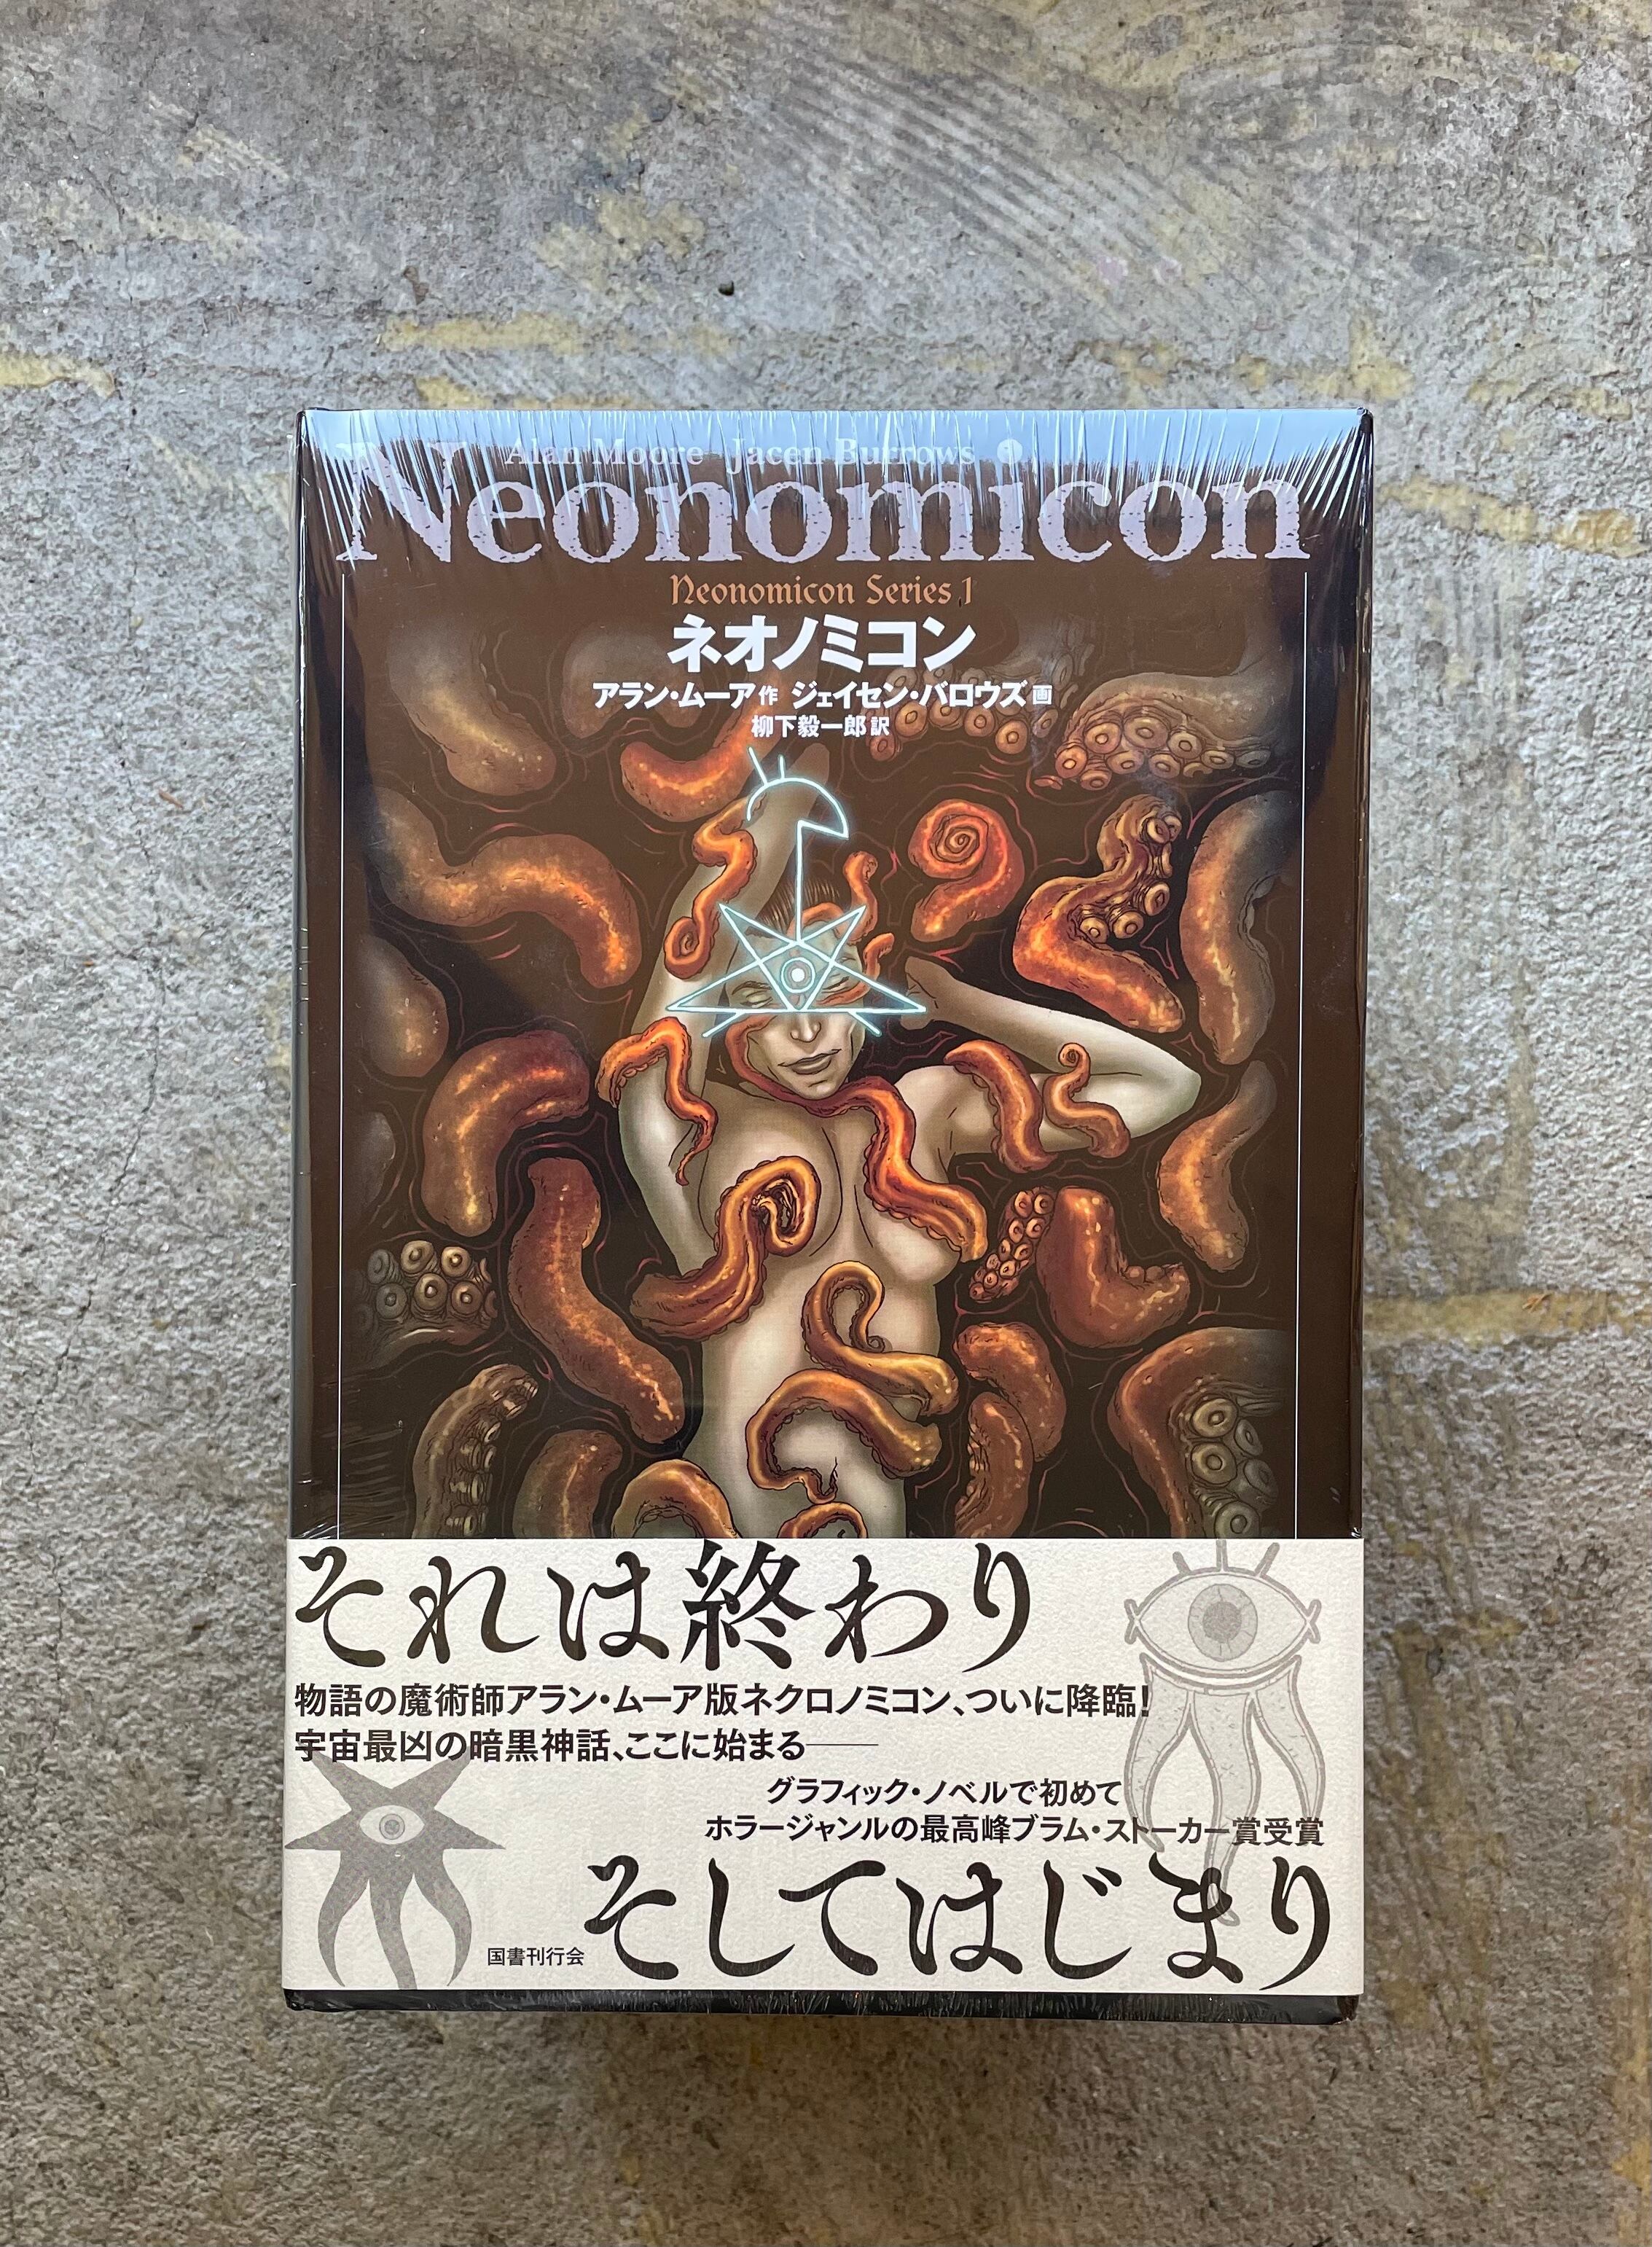 Alan Moore Jacen Burrows
Neonomicon
Neonomicon Series 1
ネオノミコン
アラン・ムーア作 ジェイセン・バロウズ画
柳下毅一郎訳
それは終わり
物語の魔術師アラン・ムーア版ネクロノミコン、ついに降臨!
宇宙最凶の暗黒神話、ここに始まる――
グラフィック・ノベルで初めて
ホラージャンルの最高峰ブラム・ストーカー賞受賞
そしてはじまり
国書刊行会